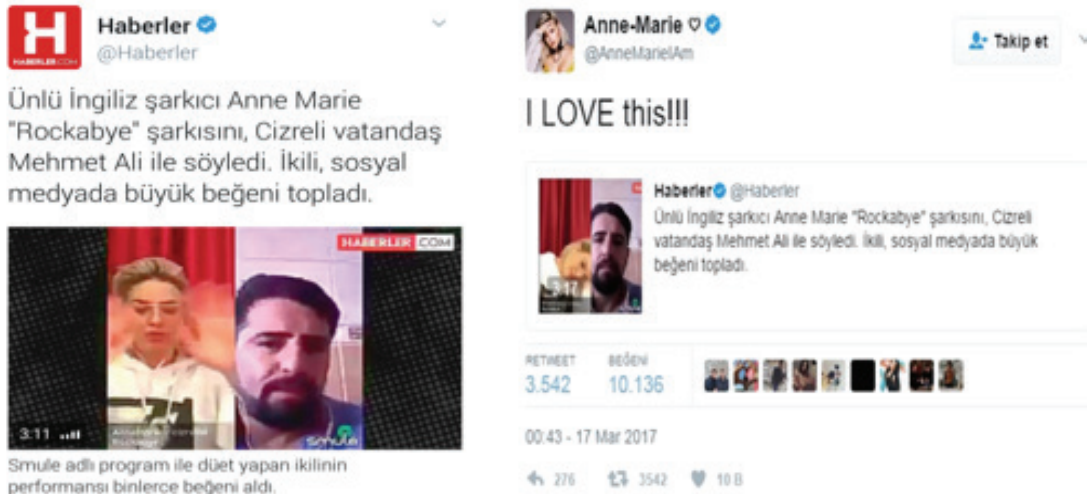 HABERLER.COM
Haberler
@Haberler
Ünlü İngiliz şarkıcı Anne Marie
"Rockabye" şarkısını, Cizreli vatandaş
Mehmet Ali ile söyledi. İkili, sosyal
medyada büyük beğeni topladı.
HABERLER COM
3:11
Smule
Smule adlı program ile düet yapan ikilinin
performansı binlerce beğeni aldı.
Anne-Marie ♡
@AnneMarieIAm
Takip et
I LOVE this!!!
Haberler @Haberler
Ünlü İngiliz şarkıcı Anne Marie "Rockabye" şarkısını, Cizreli
vatandaş Mehmet Ali ile söyledi. İkili, sosyal medyada büyük
beğeni topladı.
3:17
RETWEET BEĞENİ
3.542 10.136
00:43 - 17 Mar 2017
276 3542 10 B